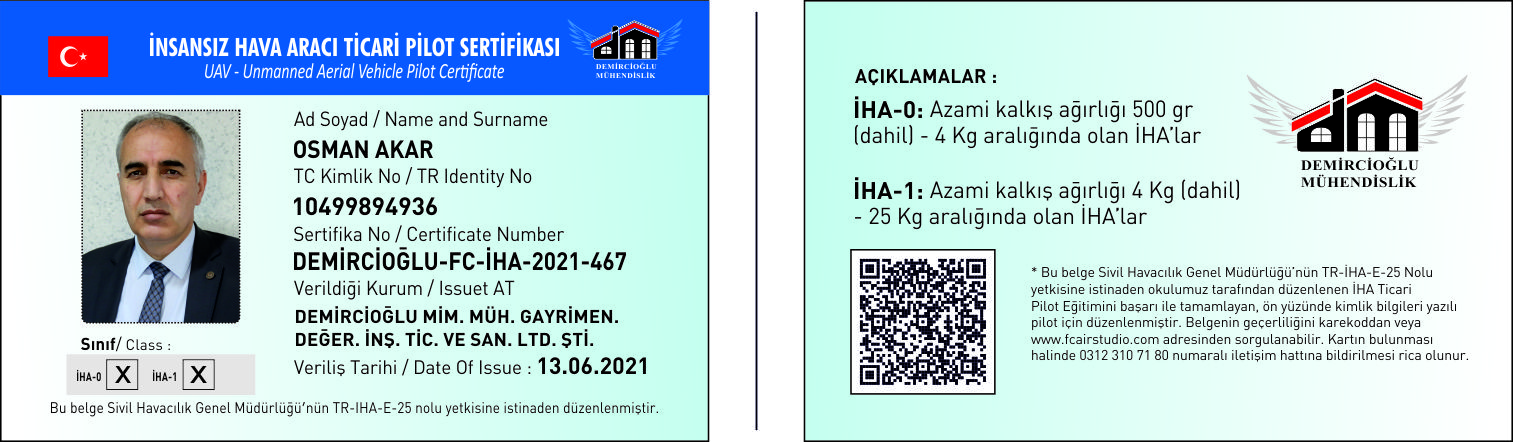 İNSANSIZ HAVA ARACI TİCARİ PİLOT SERTİFİKASI
UAV - Unmanned Aerial Vehicle Pilot Certificate
DEMİRCİOĞLU
MÜHENDİSLİK
Ad Soyad / Name and Surname
OSMAN AKAR
TC Kimlik No / TR Identity No
10499894936
Sertifika No / Certificate Number
DEMİRCİOĞLU-FC-İHA-2021-467
Verildiği Kurum / Issuet AT
DEMİRCİOĞLU MİM. MÜH. GAYRİMEN.
DEĞER. İNŞ. TİC. VE SAN. LTD. ŞTİ.
Veriliş Tarihi / Date Of Issue : 13.06.2021
Sınıf/ Class :
İHA-0 X İHA-1 X
Bu belge Sivil Havacılık Genel Müdürlüğü'nün TR-IHA-E-25 nolu yetkisine istinaden düzenlenmiştir.
AÇIKLAMALAR :
İHA-0: Azami kalkış ağırlığı 500 gr
(dahil) - 4 Kg aralığında olan İHA'lar
İHA-1: Azami kalkış ağırlığı 4 Kg (dahil)
- 25 Kg aralığında olan İHA'lar
DEMİRCİOĞLU
MÜHENDİSLİK
* Bu belge Sivil Havacılık Genel Müdürlüğü'nün TR-İHA-E-25 Nolu
yetkisine istinaden okulumuz tarafından düzenlenen İHA Ticari
Pilot Eğitimini başarı ile tamamlayan, ön yüzünde kimlik bilgileri yazılı
pilot için düzenlenmiştir. Belgenin geçerliliğini karekoddan veya
www.fcairstudio.com adresinden sorgulanabilir. Kartın bulunması
halinde 0312 310 71 80 numaralı iletişim hattına bildirilmesi rica olunur.